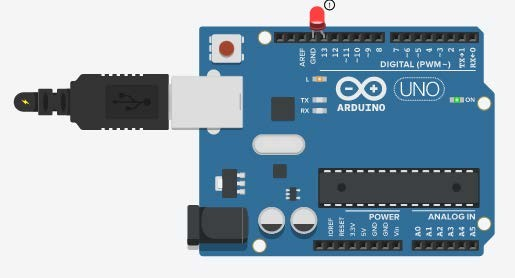 AREF
GND
13
12
~11
~10
~9
8
7
~6
~5
4
~3
2
TX→1
RX←0
DIGITAL (PWM~)
L
TX
RX
ARDUINO
UNO
ON
IOREF
RESET
3.3V
5V
GND
GND
Vin
POWER
ANALOG IN
A0
A1
A2
A3
A4
A5